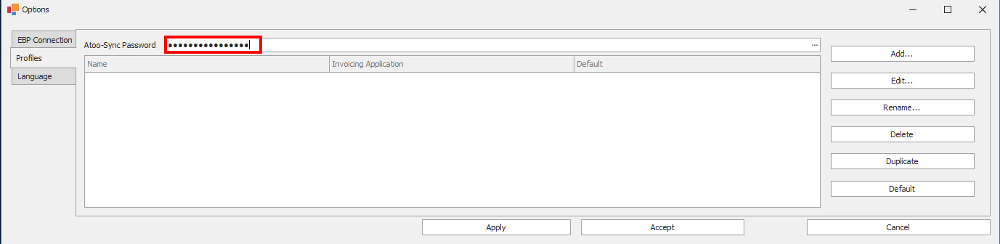 Options
EBP Connection
Profiles
Language
Atoo-Sync Password ●●●●●●●●●●●●●●●● ...
Name Invoicing Application Default
Add...
Edit...
Rename...
Delete
Duplicate
Default
Apply Accept Cancel